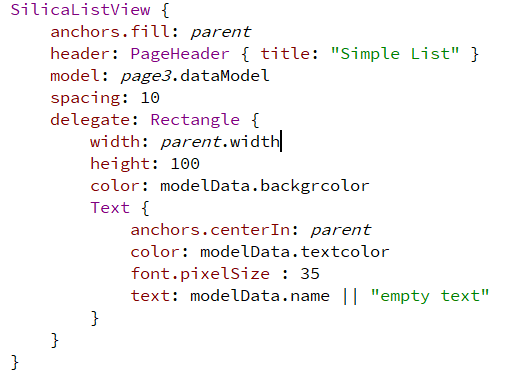 SilicaListView {
    anchors.fill: parent
    header: PageHeader { title: "Simple List" }
    model: page3.dataModel
    spacing: 10
    delegate: Rectangle {
        width: parent.width
        height: 100
        color: modelData.backgrcolor
        Text {
            anchors.centerIn: parent
            color: modelData.textcolor
            font.pixelSize : 35
            text: modelData.name || "empty text"
        }
    }
}